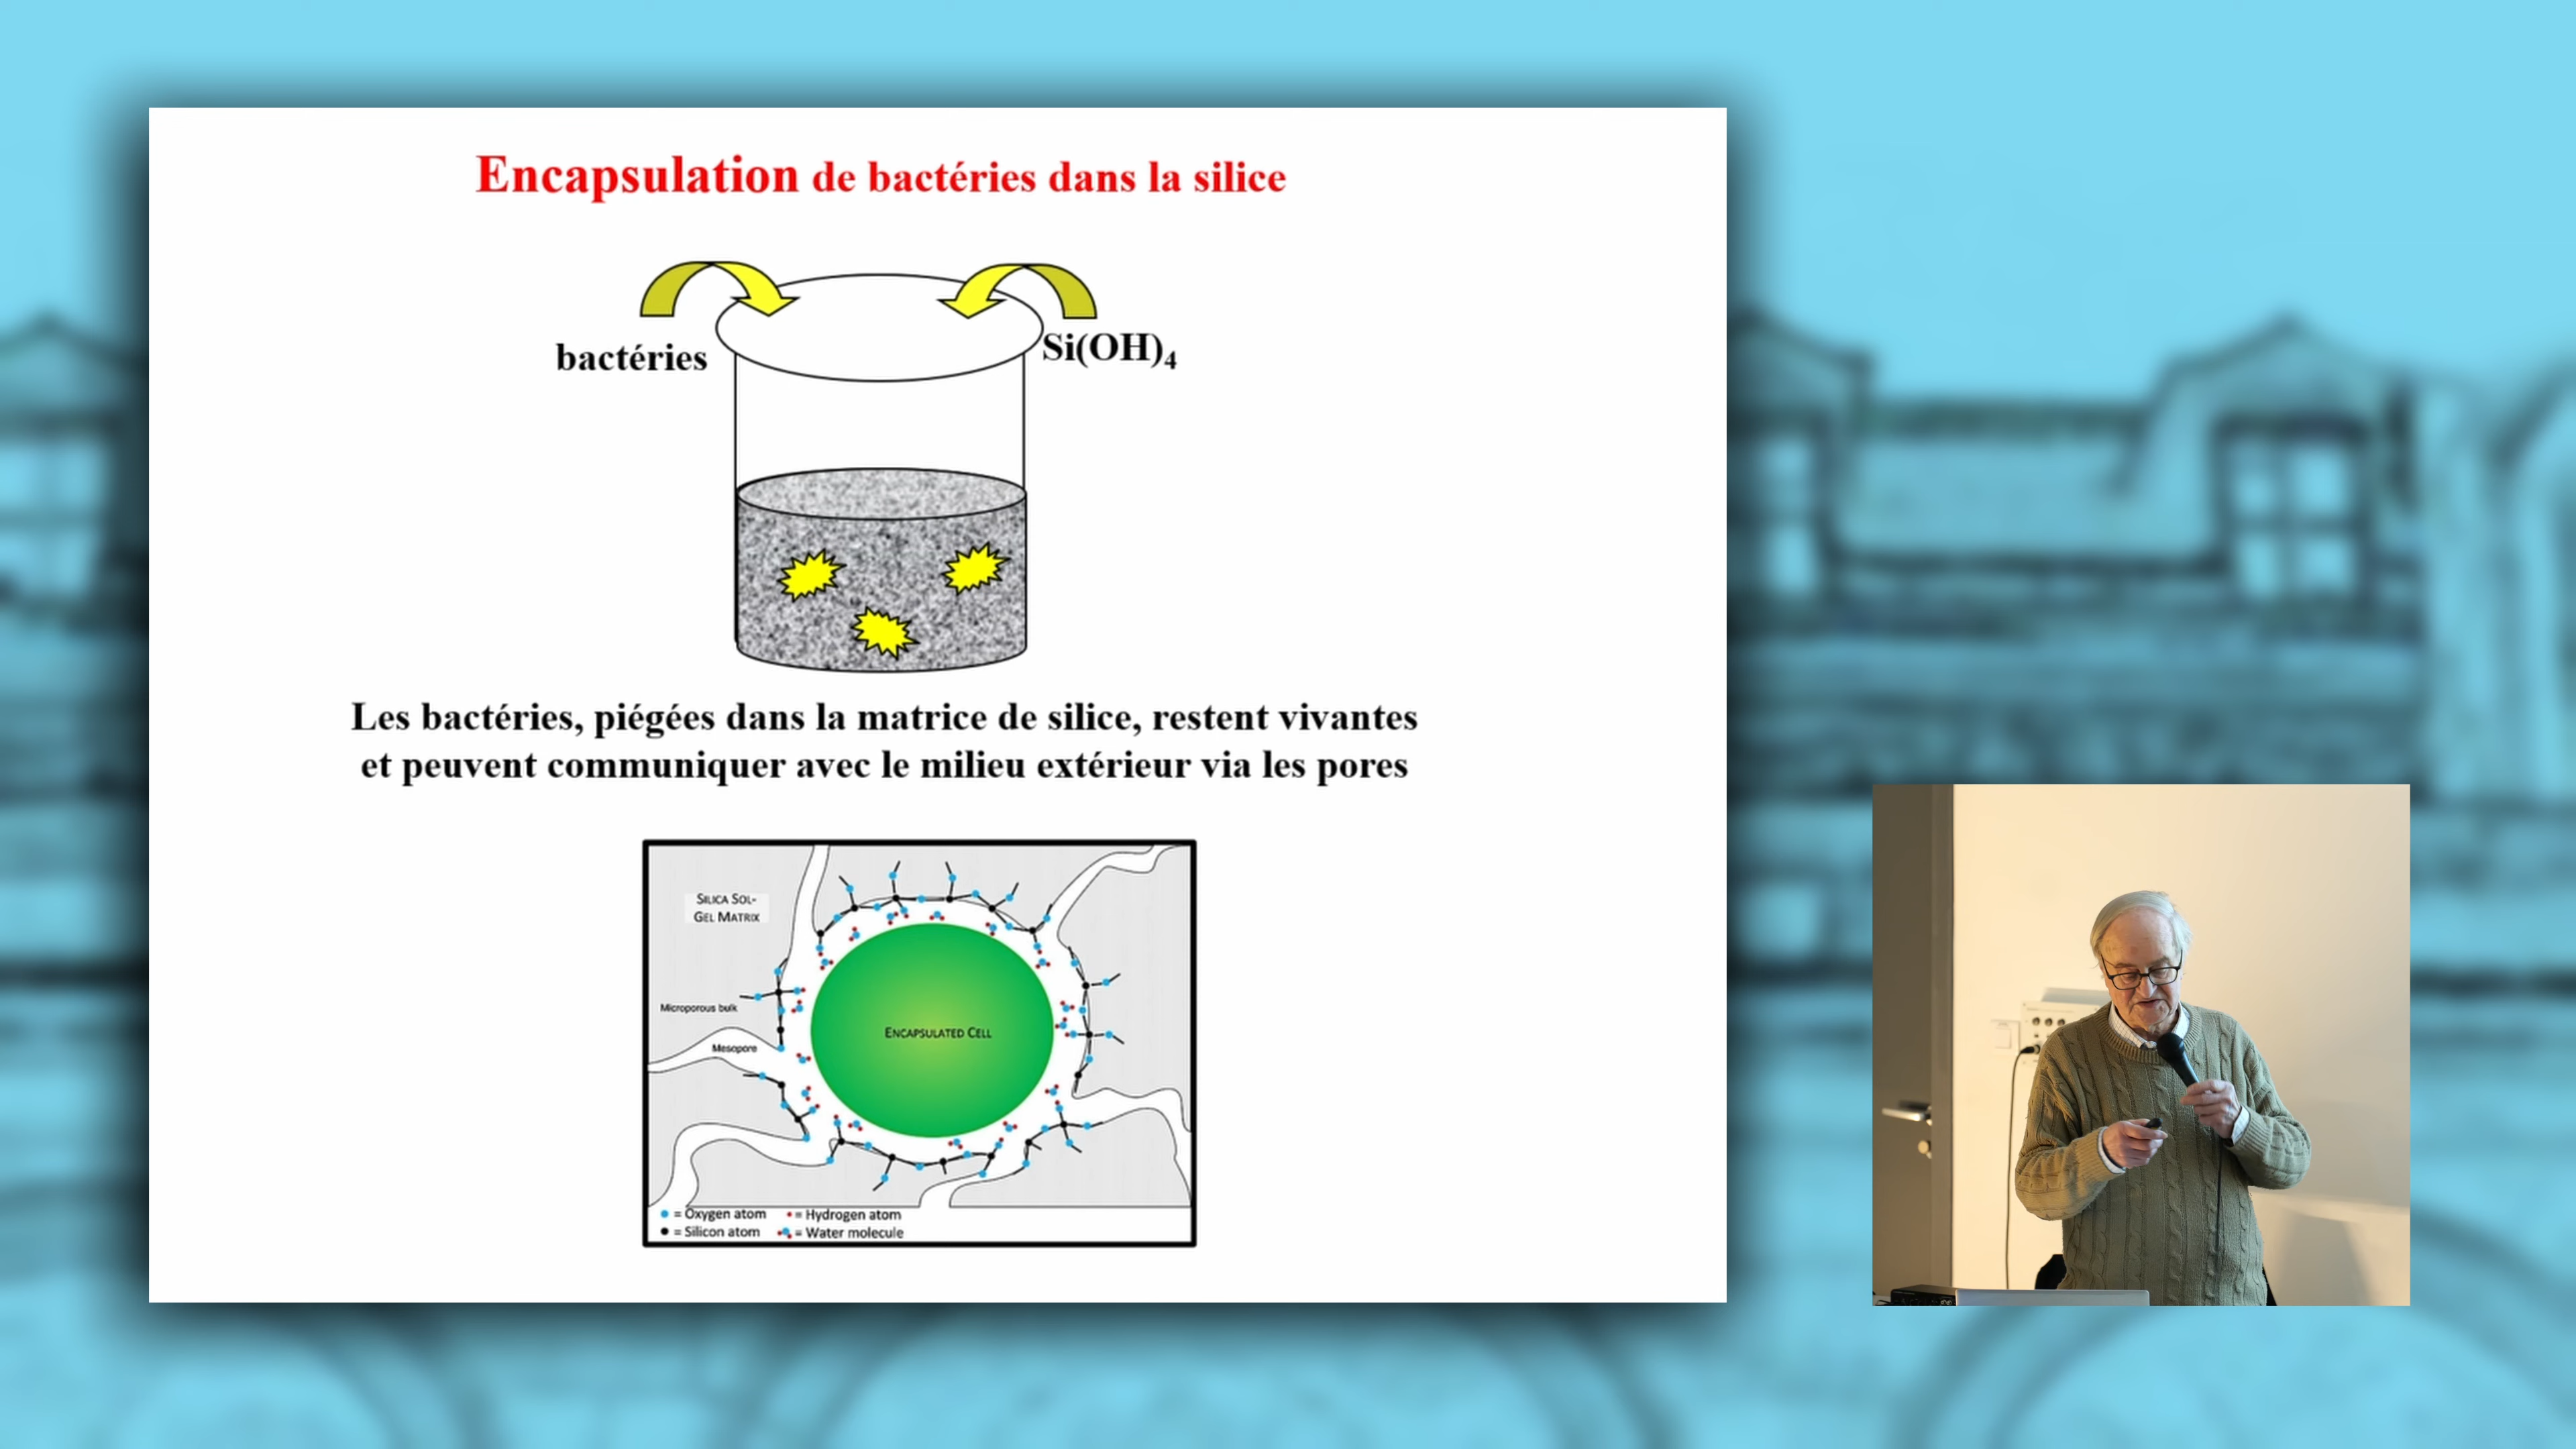 Encapsulation de bactéries dans la silice
bactéries
Si(OH)₄
Les bactéries, piégées dans la matrice de silice, restent vivantes
et peuvent communiquer avec le milieu extérieur via les pores
SILICA SOL-
GEL MATRIX
Microporous bulk
Mesopore
ENCAPSULATED CELL
= Oxygen atom
= Hydrogen atom
= Silicon atom
= Water molecule